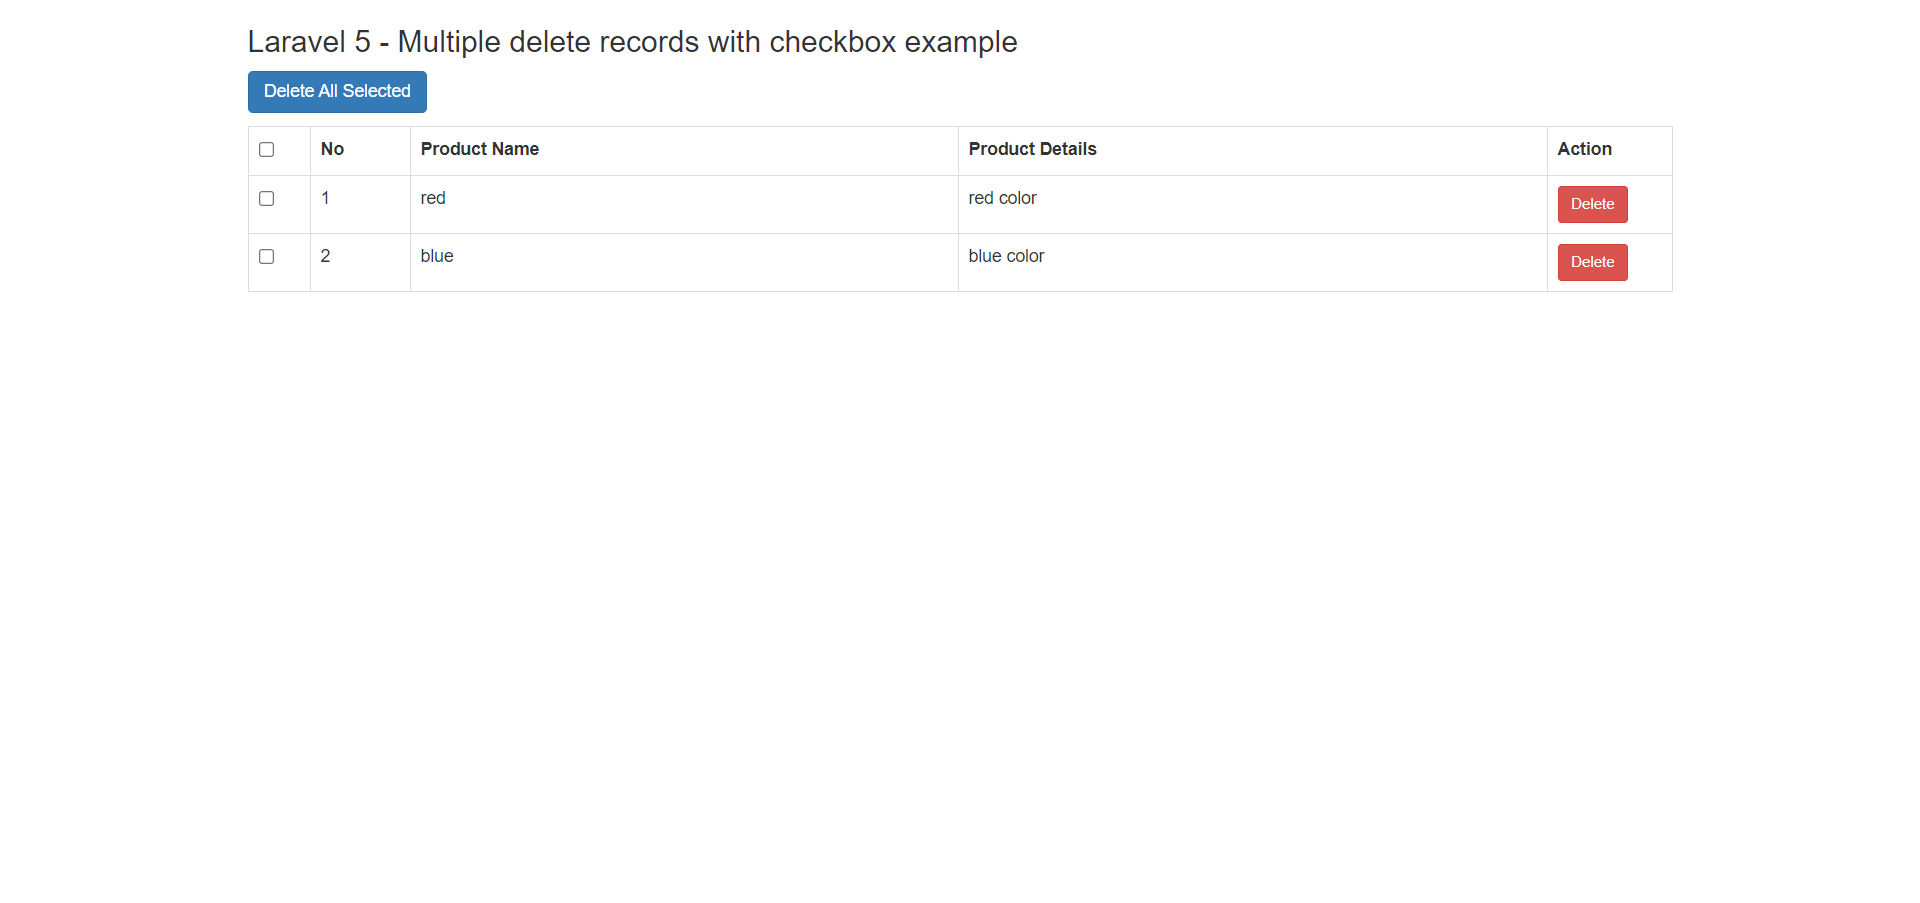 Laravel 5 - Multiple delete records with checkbox example
Delete All Selected
No Product Name Product Details Action
1 red red color Delete
2 blue blue color Delete